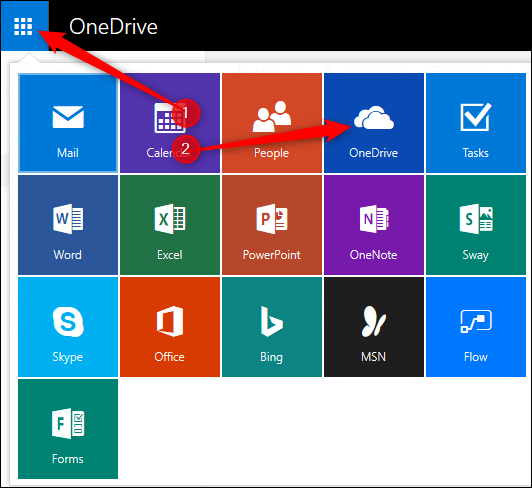 OneDrive
1
2
Mail
Calendar
People
OneDrive
Tasks
W
X
P
N
S
Word
Excel
PowerPoint
OneNote
Sway
S
b
Skype
Office
Bing
MSN
Flow
F
Forms